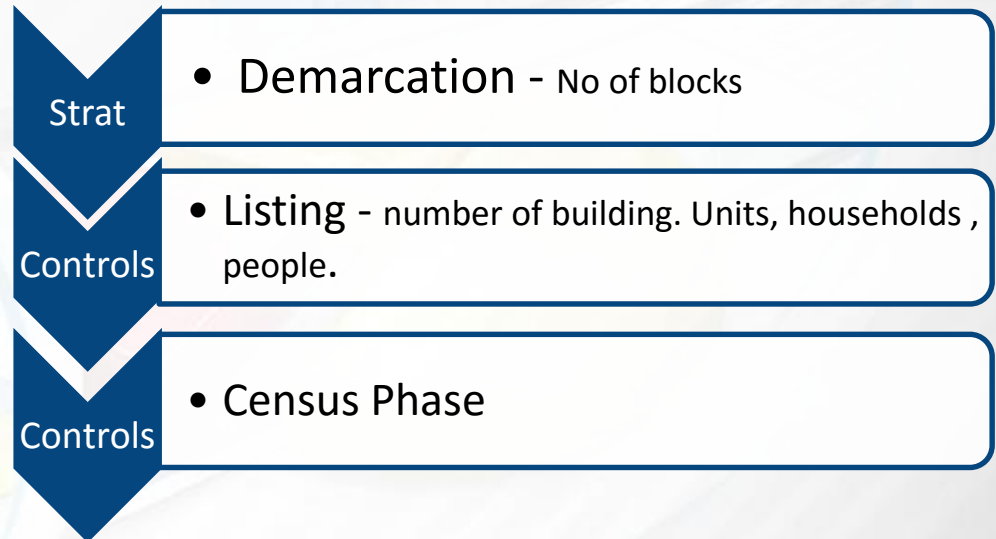 Strat
• Demarcation - No of blocks
Controls
• Listing - number of building. Units, households ,
people.
Controls
• Census Phase